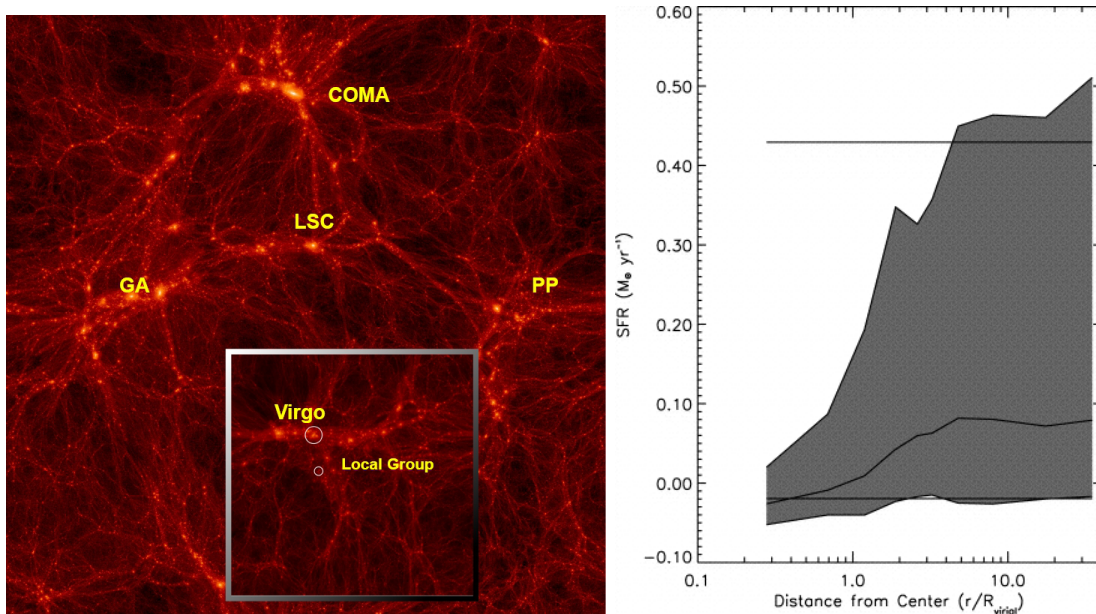 COMA
LSC
GA
PP
Virgo
Local Group
0.60
0.50
0.40
0.30
0.20
0.10
0.00
−0.10
SFR (M⊙ yr⁻¹)
0.1
1.0
10.0
Distance from Center (r/Rvirial)